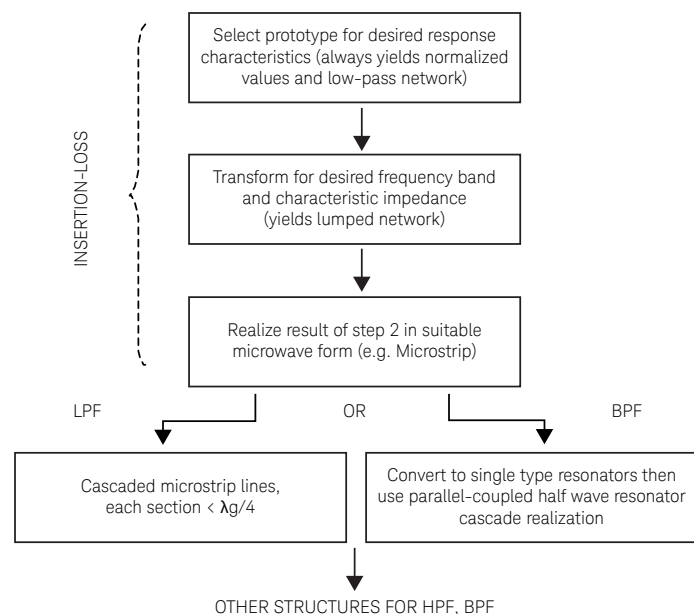 INSERTION-LOSS
Select prototype for desired response
characteristics (always yields normalized
values and low-pass network)
Transform for desired frequency band
and characteristic impedance
(yields lumped network)
Realize result of step 2 in suitable
microwave form (e.g. Microstrip)
LPF OR BPF
Cascaded microstrip lines,
each section < λg/4
Convert to single type resonators then
use parallel-coupled half wave resonator
cascade realization
OTHER STRUCTURES FOR HPF, BPF